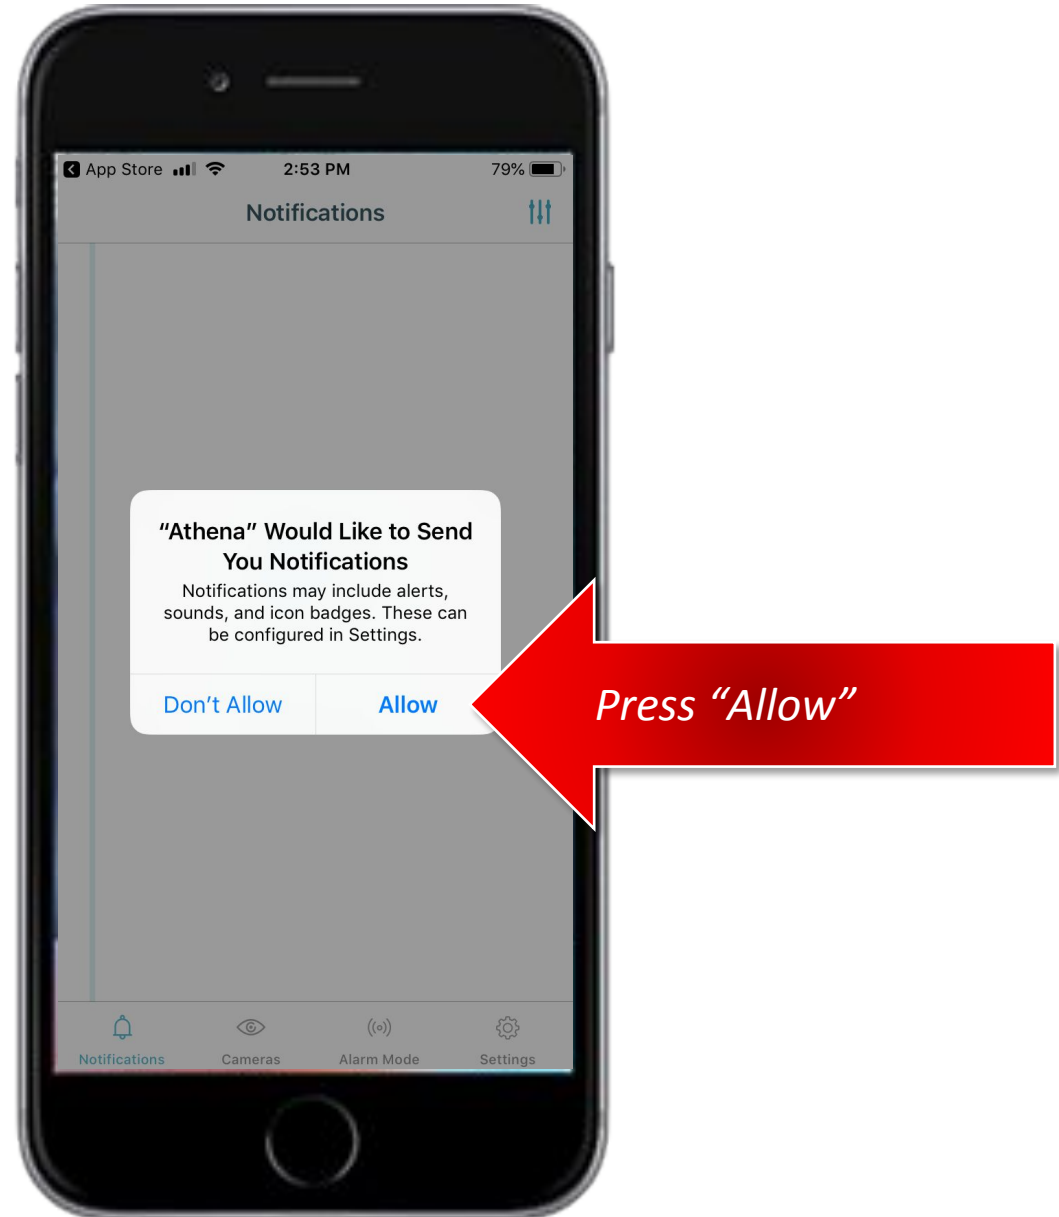 App Store 2:53 PM 79%
Notifications
“Athena” Would Like to Send
You Notifications
Notifications may include alerts,
sounds, and icon badges. These can
be configured in Settings.
Don’t Allow Allow
Press “Allow”
Notifications Cameras Alarm Mode Settings